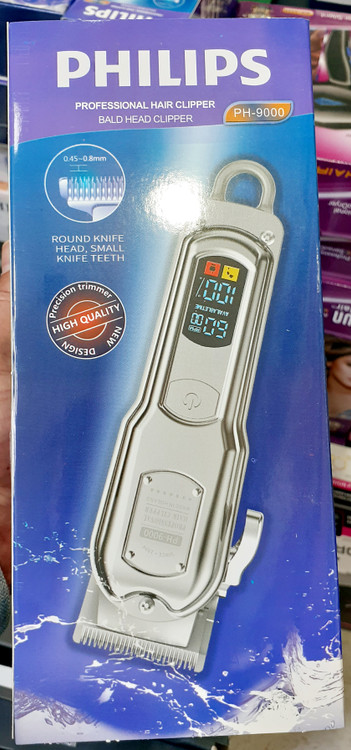 PHILIPS
PROFESSIONAL HAIR CLIPPER
BALD HEAD CLIPPER
PH-9000
0.45~0.8mm
ROUND KNIFE
HEAD, SMALL
KNIFE TEETH
Precision trimmer
HIGH QUALITY
NEW DESIGN
100%